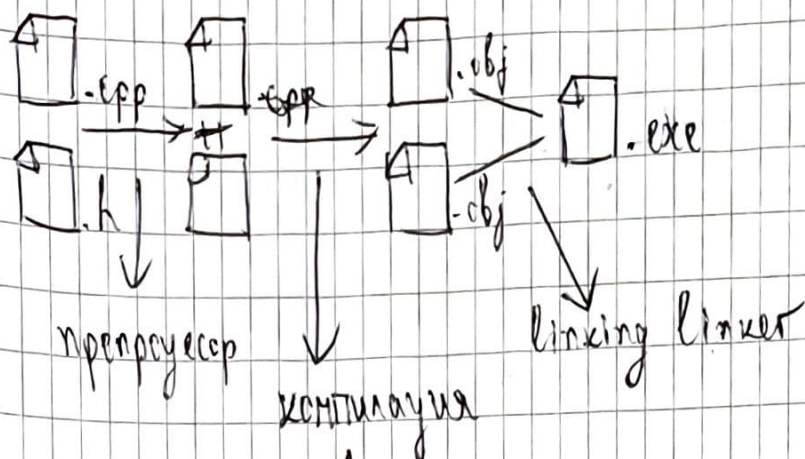 .cpp
.h
.cpp
.obj
.obj
.exe
препроцессор
linking linker
компилация